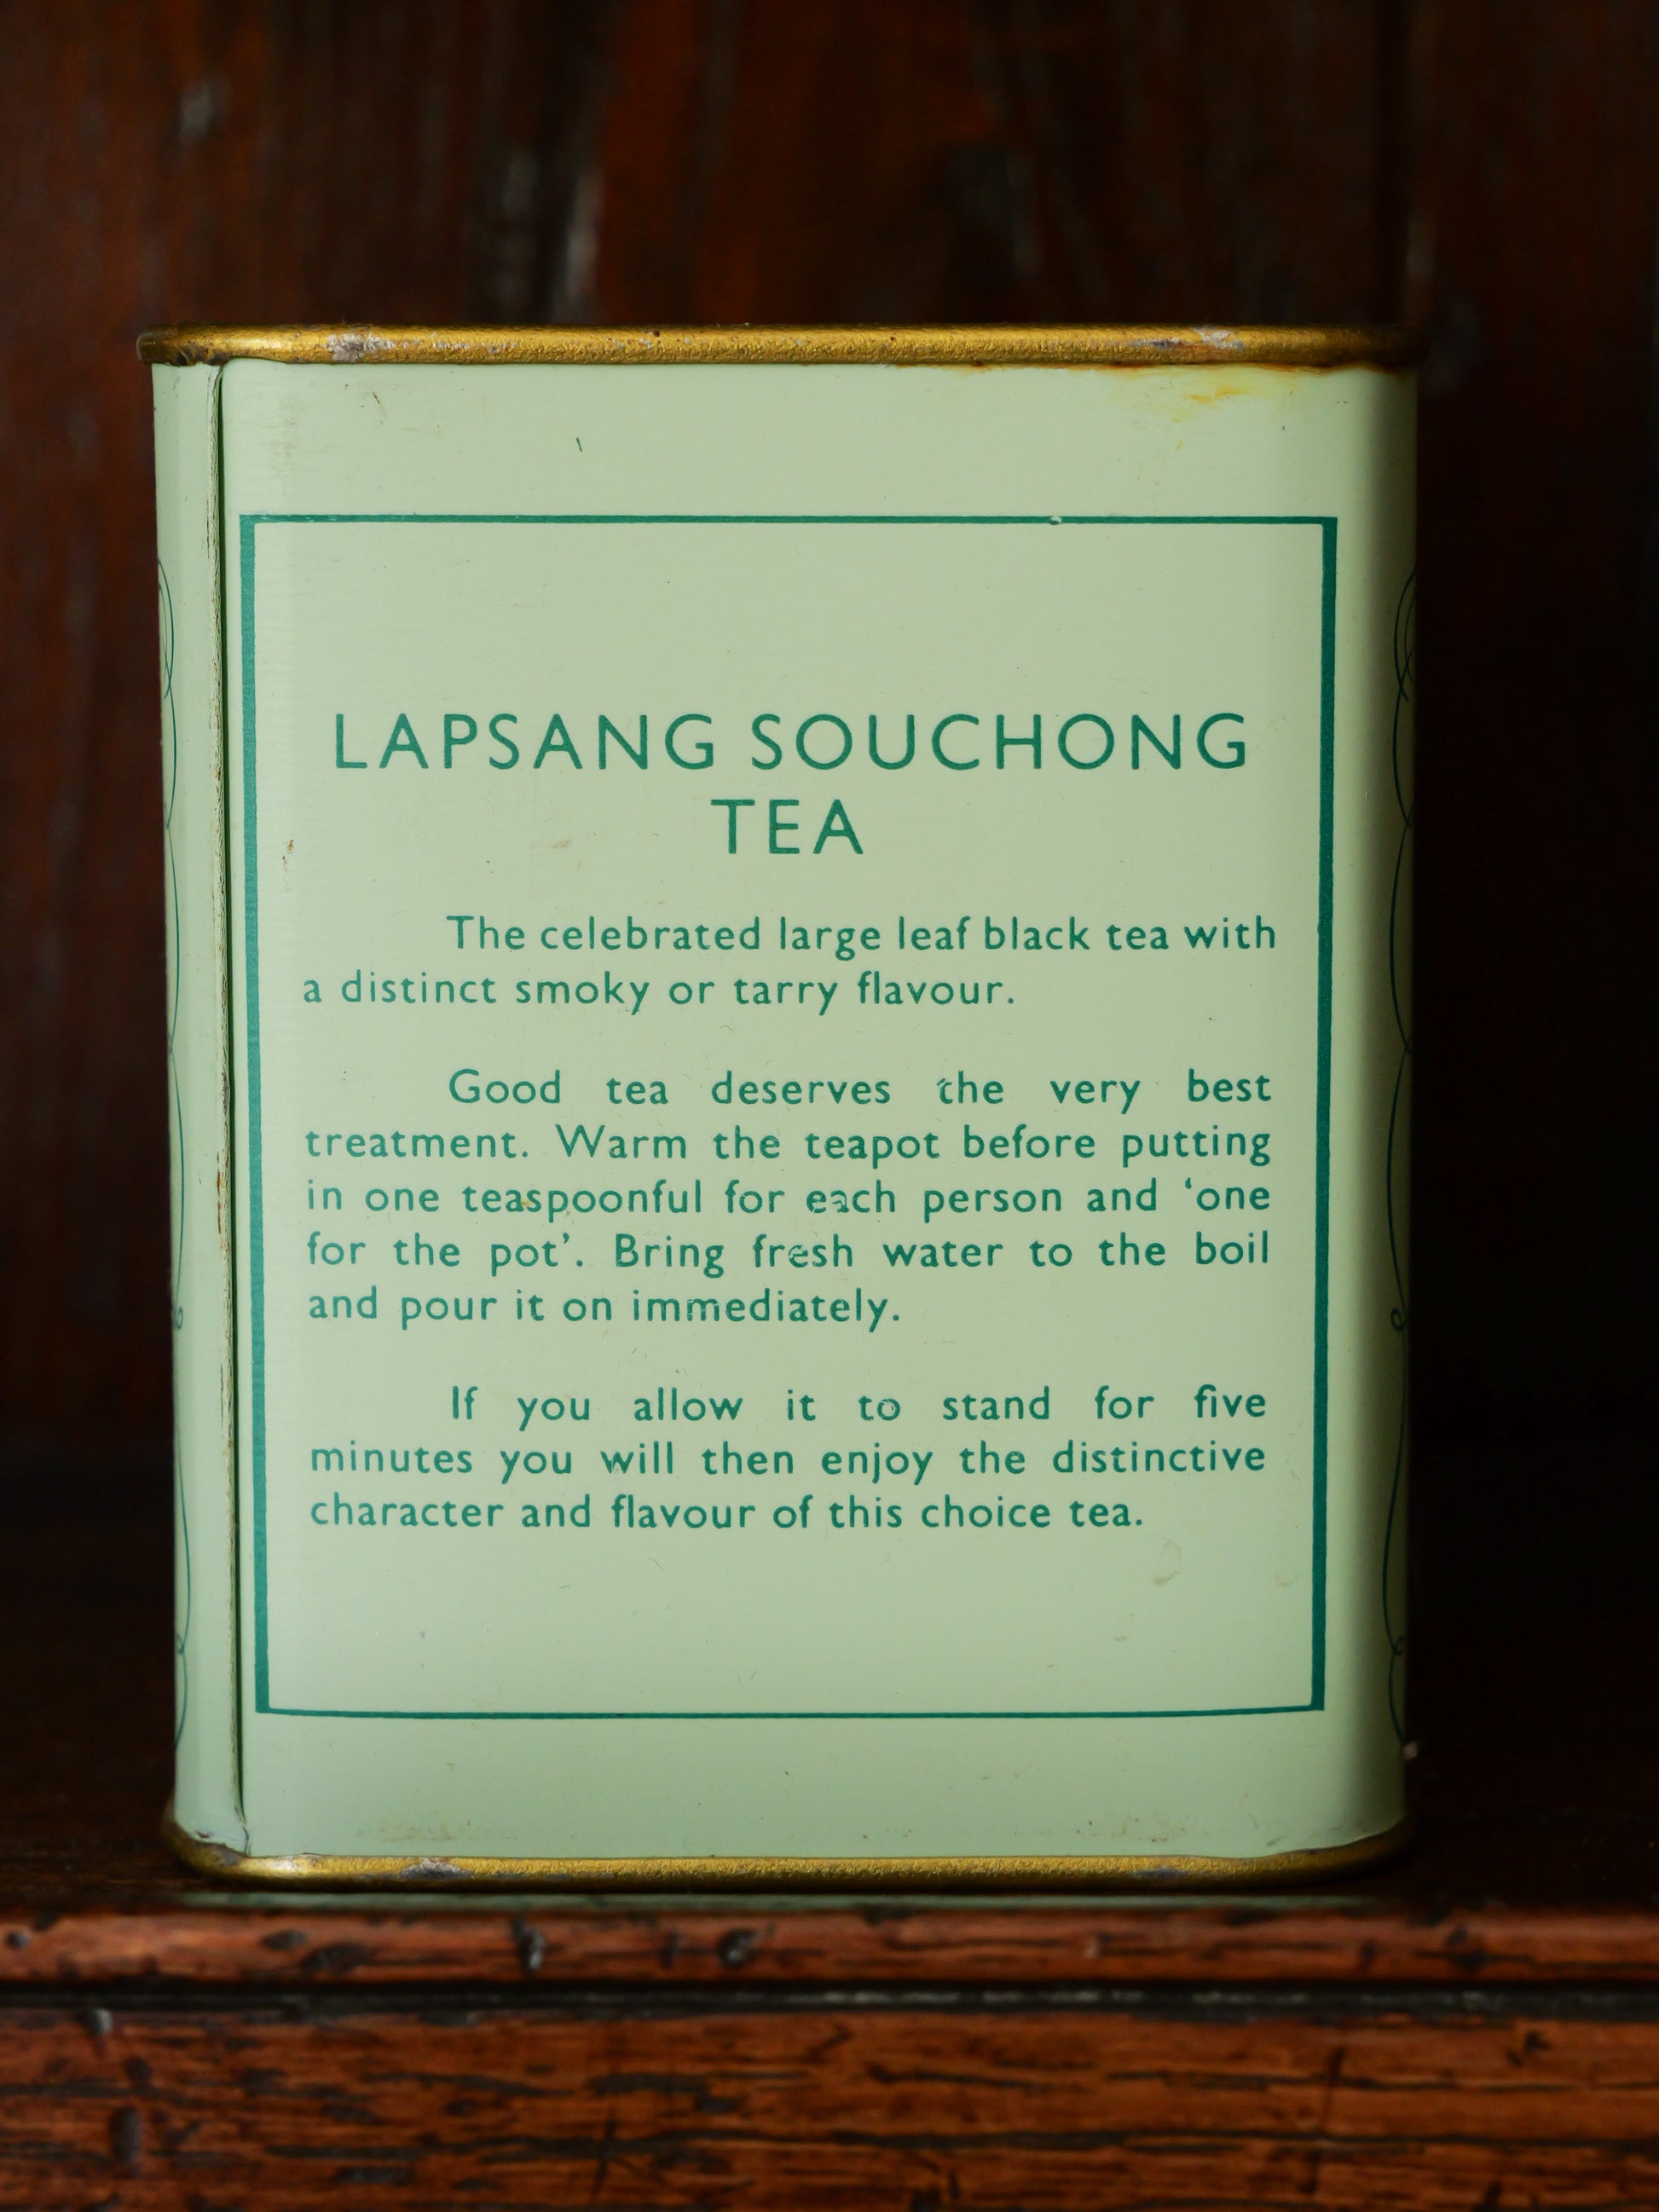 LAPSANG SOUCHONG
TEA
The celebrated large leaf black tea with
a distinct smoky or tarry flavour.
Good tea deserves the very best
treatment. Warm the teapot before putting
in one teaspoonful for each person and ‘one
for the pot’. Bring fresh water to the boil
and pour it on immediately.
If you allow it to stand for five
minutes you will then enjoy the distinctive
character and flavour of this choice tea.